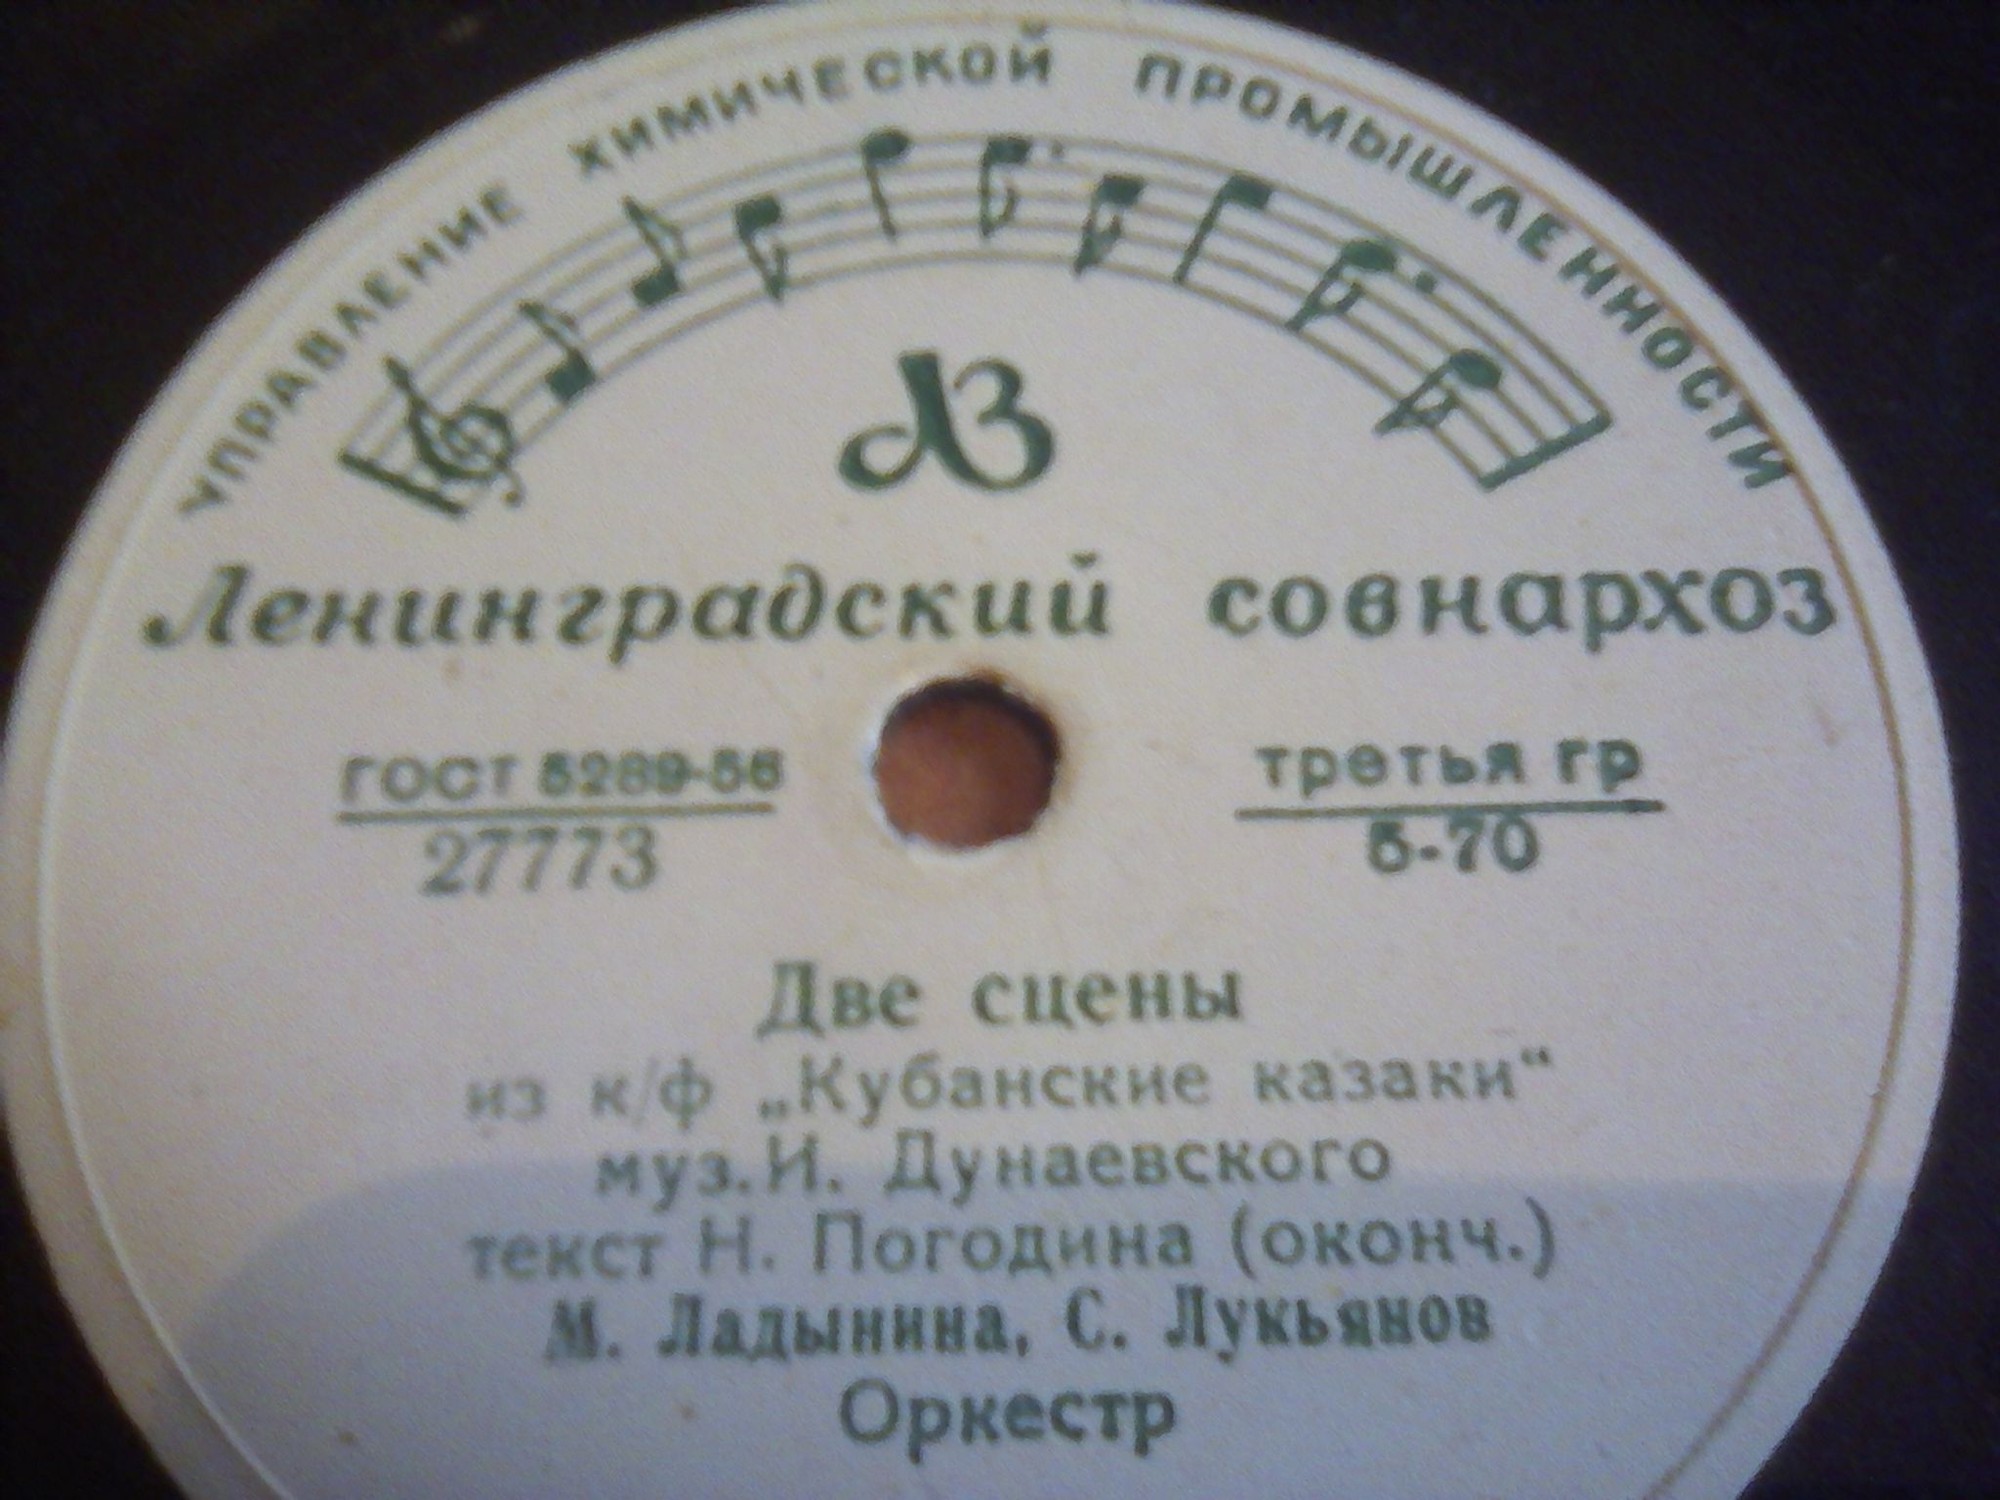 УПРАВЛЕНИЕ ХИМИЧЕСКОЙ ПРОМЫШЛЕННОСТИ
ЛЗ
Ленинградский совнархоз
ГОСТ 5289-56
27773
третья гр
5-70
Две сцены
из к/ф „Кубанские казаки“
муз. И. Дунаевского
текст Н. Погодина (оконч.)
М. Ладынина, С. Лукьянов
Оркестр